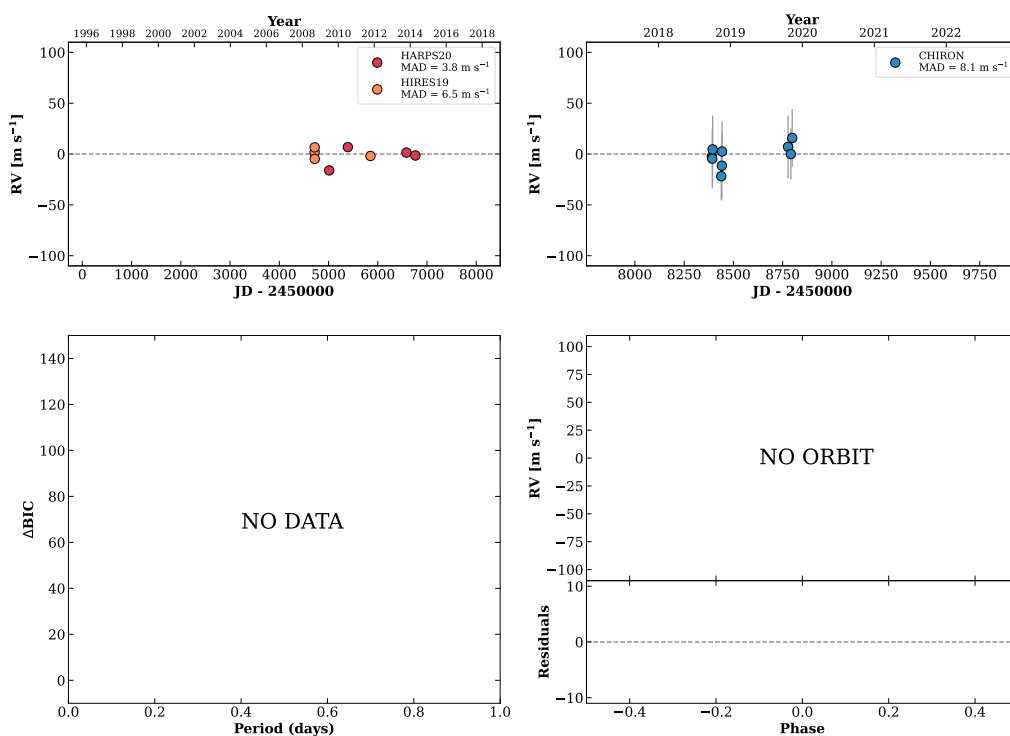 Year
1996 1998 2000 2002 2004 2006 2008 2010 2012 2014 2016 2018
HARPS20
MAD = 3.8 m s⁻¹
HIRES19
MAD = 6.5 m s⁻¹
100
50
0
−50
−100
RV [m s⁻¹]
0 1000 2000 3000 4000 5000 6000 7000 8000
JD - 2450000
Year
2018 2019 2020 2021 2022
CHIRON
MAD = 8.1 m s⁻¹
100
50
0
−50
−100
RV [m s⁻¹]
8000 8250 8500 8750 9000 9250 9500 9750
JD - 2450000
140
120
100
80
60
40
20
0
ΔBIC
NO DATA
0.0 0.2 0.4 0.6 0.8 1.0
Period (days)
100
75
50
25
0
−25
−50
−75
−100
RV [m s⁻¹]
NO ORBIT
10
0
−10
Residuals
−0.4 −0.2 0.0 0.2 0.4
Phase